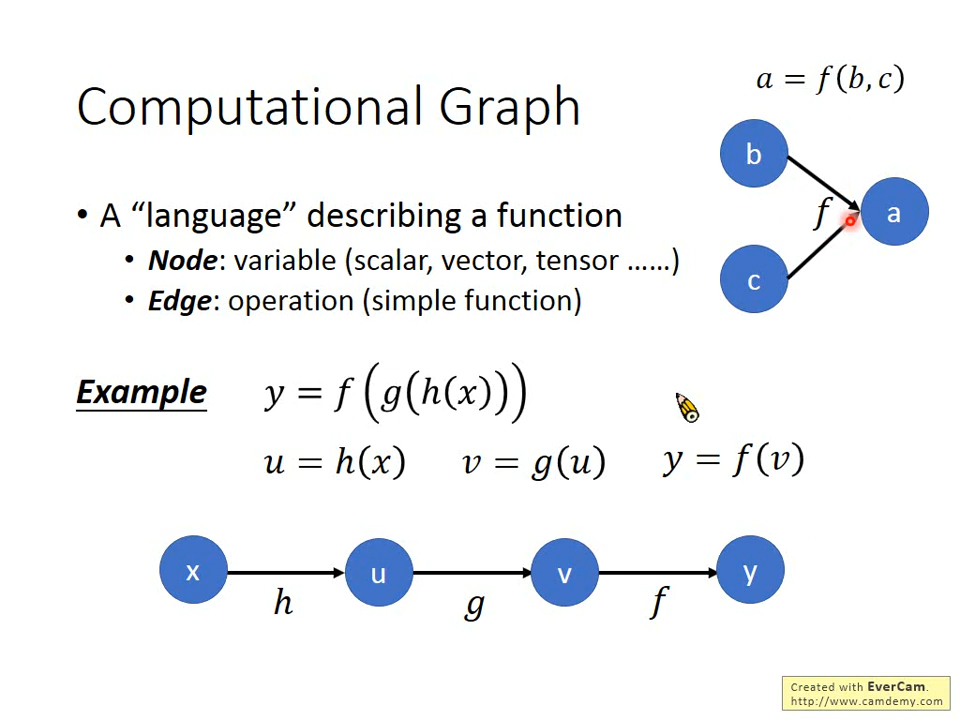 Computational Graph
a = f(b, c)
b
f
a
c
• A “language” describing a function
• Node: variable (scalar, vector, tensor ……)
• Edge: operation (simple function)
Example
y = f(g(h(x)))
u = h(x) v = g(u) y = f(v)
x u v y
h g f
Created with EverCam.
http://www.camdemy.com